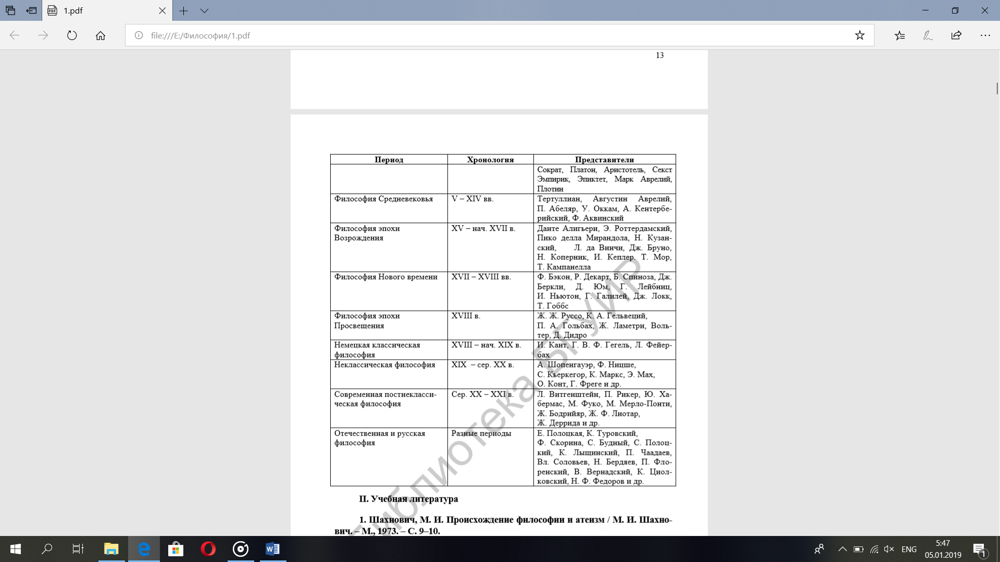 1.pdf
file:///E:/Философия/1.pdf
13
Период Хронология Представители
Сократ, Платон, Аристотель, Секст
Эмпирик, Эпиктет, Марк Аврелий,
Плотин
Философия Средневековья V – XIV вв. Тертуллиан, Августин Аврелий,
П. Абеляр, У. Оккам, А. Кентербе-
рийский, Ф. Аквинский
Философия эпохи XV – нач. XVII в. Данте Алигьери, Э. Роттердамский,
Возрождения Пико делла Мирандола, Н. Кузан-
ский, Л. да Винчи, Дж. Бруно,
Н. Коперник, И. Кеплер, Т. Мор,
Т. Кампанелла
Философия Нового времени XVII – XVIII вв. Ф. Бэкон, Р. Декарт, Б. Спиноза, Дж.
Беркли, Д. Юм, Г. Лейбниц,
И. Ньютон, Г. Галилей, Дж. Локк,
Т. Гоббс
Философия эпохи XVIII в. Ж. Ж. Руссо, К. А. Гельвеций,
Просвещения П. А. Гольбах, Ж. Ламетри, Воль-
тер, Д. Дидро
Немецкая классическая XVIII – нач. XIX в. И. Кант, Г. В. Ф. Гегель, Л. Фейер-
философия бах
Неклассическая философия XIX – сер. XX в. А. Шопенгауэр, Ф. Ницше,
С. Кьеркегор, К. Маркс, Э. Мах,
О. Конт, Г. Фреге и др.
Современная постнекласси- Сер. XX – XXI в. Л. Витгенштейн, П. Рикер, Ю. Ха-
ческая философия бермас, М. Фуко, М. Мерло-Понти,
Ж. Бодрийяр, Ж. Ф. Лиотар,
Ж. Деррида и др.
Отечественная и русская Разные периоды Е. Полоцкая, К. Туровский,
философия Ф. Скорина, С. Будный, С. Полоц-
кий, К. Лыщинский, П. Чаадаев,
Вл. Соловьев, Н. Бердяев, П. Фло-
ренский, В. Вернадский, К. Циол-
ковский, Н. Ф. Федоров и др.
II. Учебная литература
1. Шахнович, М. И. Происхождение философии и атеизм / М. И. Шахно-
вич. – М., 1973. – С. 9–10.
Библиотека БГУИР
ENG
5:47
05.01.2019
1